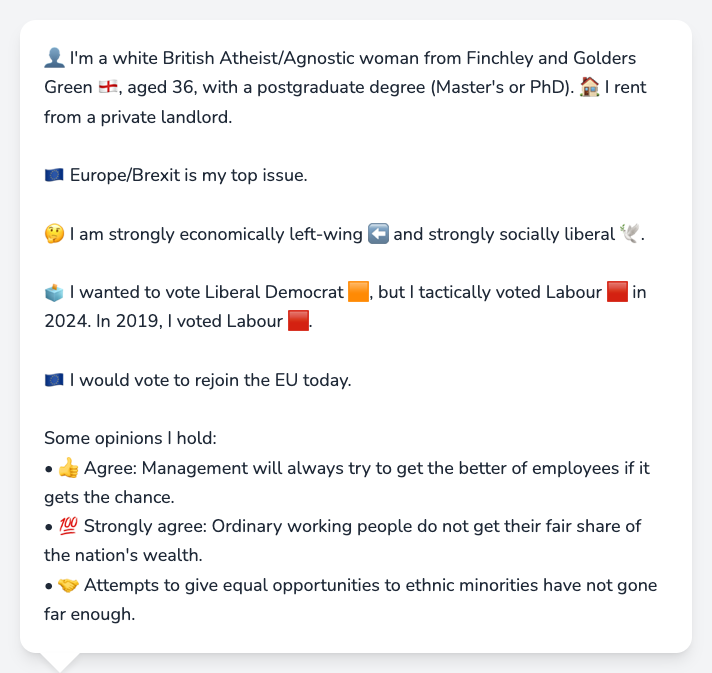 👤 I'm a white British Atheist/Agnostic woman from Finchley and Golders
Green 🏴󠁧󠁢󠁥󠁮󠁧󠁿, aged 36, with a postgraduate degree (Master's or PhD). 🏠 I rent
from a private landlord.
🇪🇺 Europe/Brexit is my top issue.
🤔 I am strongly economically left-wing ⬅️ and strongly socially liberal 🕊️.
🗳️ I wanted to vote Liberal Democrat 🟧, but I tactically voted Labour 🟥 in
2024. In 2019, I voted Labour 🟥.
🇪🇺 I would vote to rejoin the EU today.
Some opinions I hold:
• 👍 Agree: Management will always try to get the better of employees if it
gets the chance.
• 💯 Strongly agree: Ordinary working people do not get their fair share of
the nation's wealth.
• 🤝 Attempts to give equal opportunities to ethnic minorities have not gone
far enough.